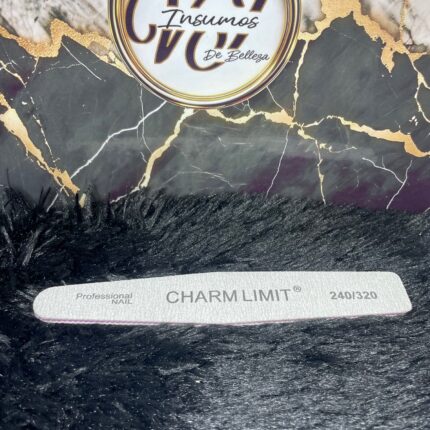 Insumos
De Belleza
Professional
NAIL
CHARM LIMIT®
240/320